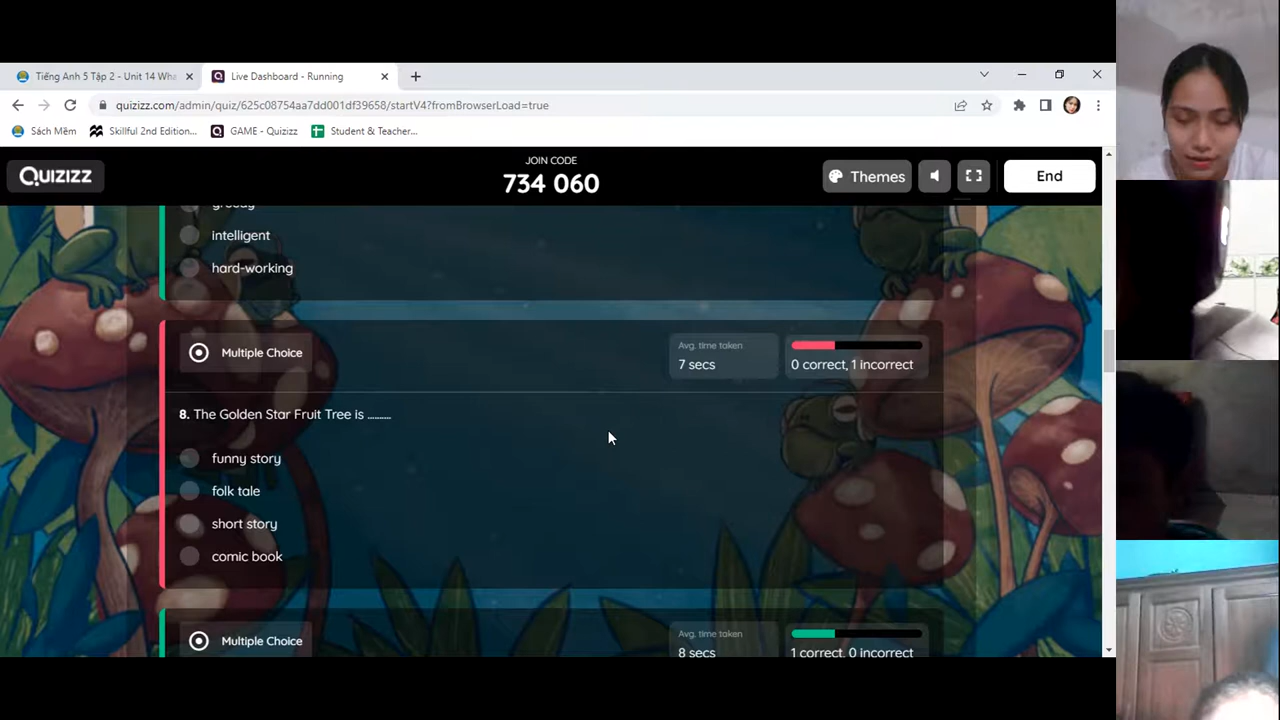 Tiếng Anh 5 Tập 2 - Unit 14 Wha
Live Dashboard - Running
quizizz.com/admin/quiz/625c08754aa7dd001df39658/startV4?fromBrowserLoad=true
Sách Mềm
Skillful 2nd Edition...
GAME - Quizizz
Student & Teacher...
Quizizz
JOIN CODE
734 060
Themes
End
greedy
intelligent
hard-working
Multiple Choice
Avg. time taken
7 secs
0 correct, 1 incorrect
8. The Golden Star Fruit Tree is ..........
funny story
folk tale
short story
comic book
Multiple Choice
Avg. time taken
8 secs
1 correct, 0 incorrect